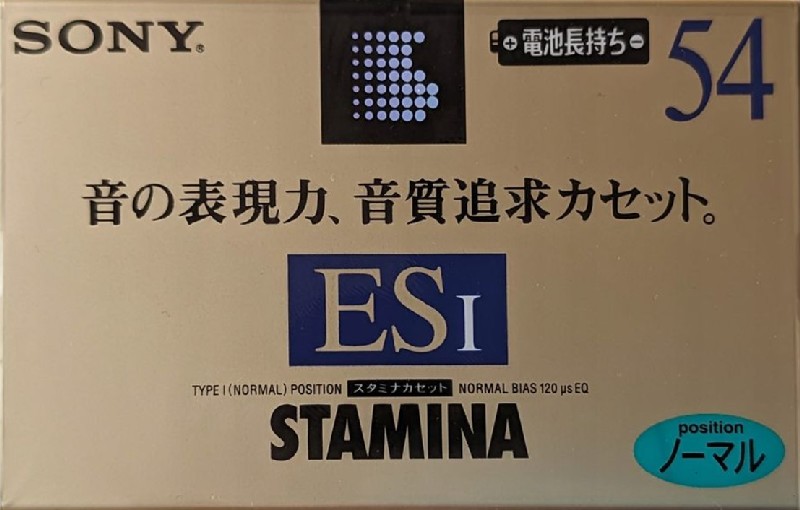 SONY®
+電池長持ち-
54
音の表現力、音質追求カセット。
ES I
TYPE I (NORMAL) POSITION スタミナカセット NORMAL BIAS 120 µs EQ
STAMINA
position
ノーマル